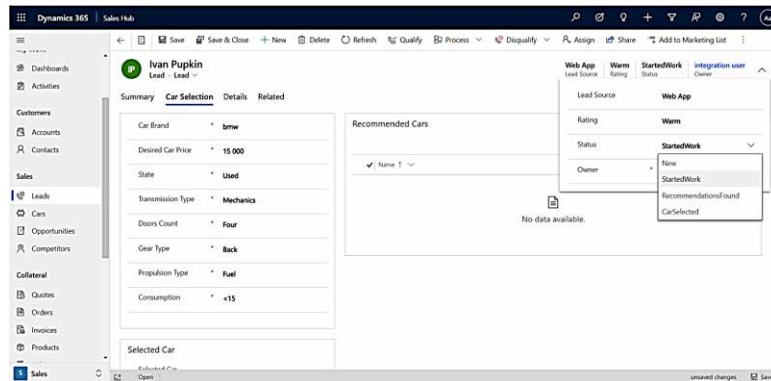 Dynamics 365 Sales Hub
Save Save & Close New Delete Refresh Qualify Process Disqualify Assign Share Add to Marketing List
Dashboards
Activities
Customers
Accounts
Contacts
Sales
Leads
Cars
Opportunities
Competitors
Collateral
Quotes
Orders
Invoices
Products
S Sales
IP Ivan Pupkin
Lead · Lead
Web App Warm StartedWork integration user
Lead Source Rating Status Owner
Summary Car Selection Details Related
Car Brand * bmw
Desired Car Price * 15 000
State * Used
Transmission Type * Mechanics
Doors Count * Four
Gear Type * Back
Propulsion Type * Fuel
Consumption * <15
Selected Car
Recommended Cars
Name ↑
No data available.
Lead Source Web App
Rating Warm
Status StartedWork
Owner *
New
StartedWork
RecommendationsFound
CarSelected
Open unsaved changes